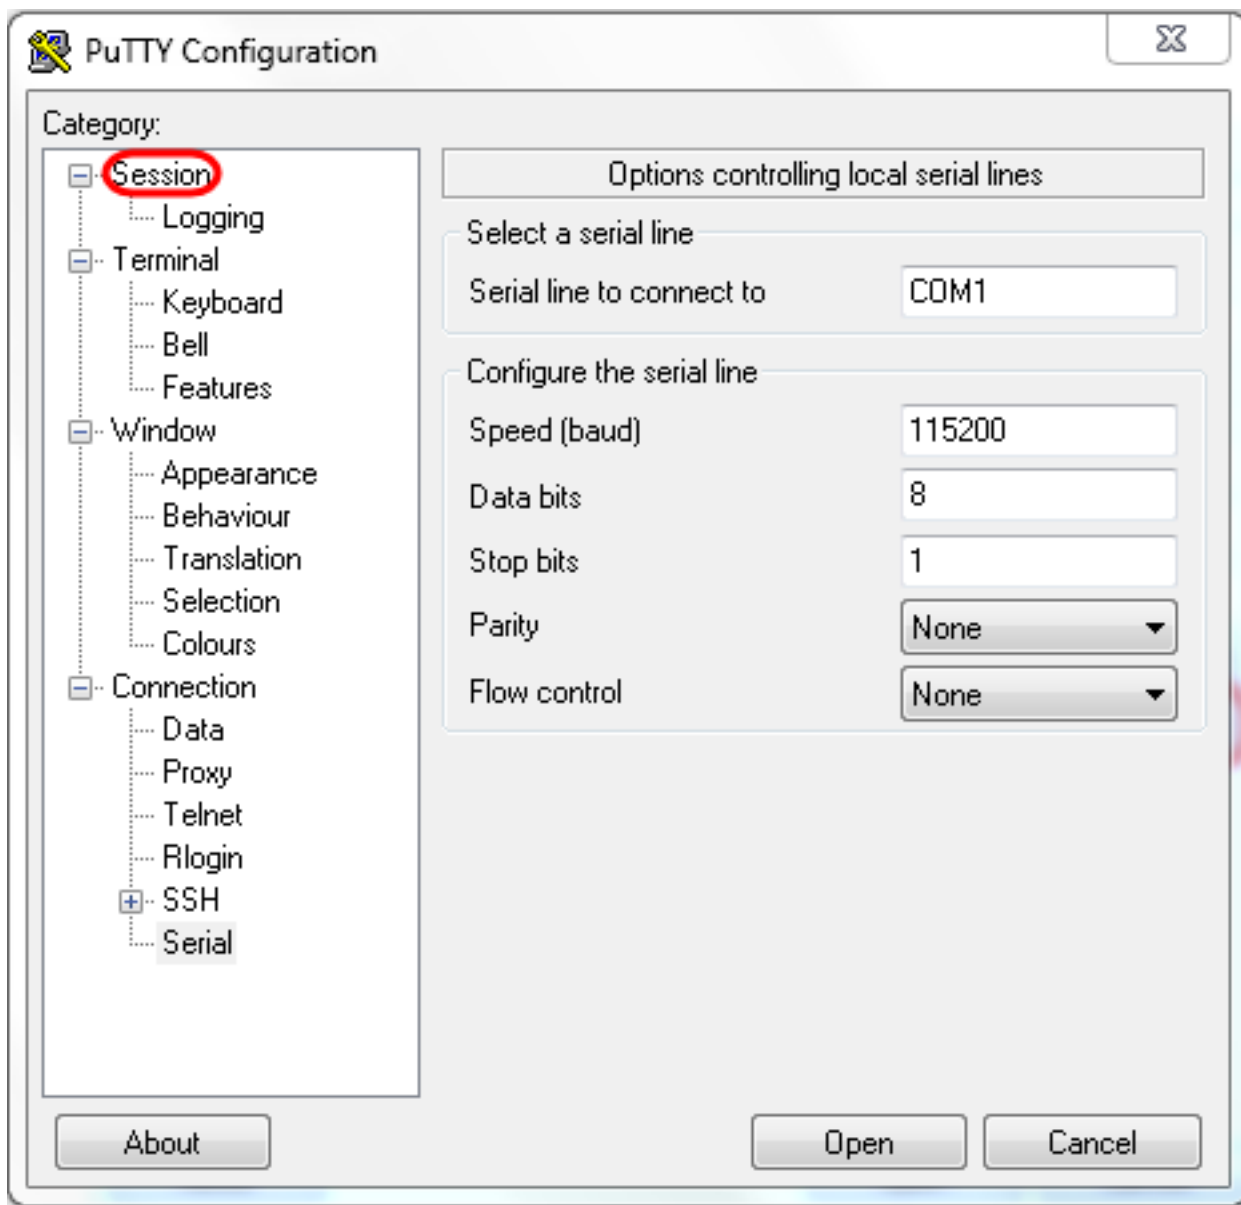 PuTTY Configuration
Category:
Session
Logging
Terminal
Keyboard
Bell
Features
Window
Appearance
Behaviour
Translation
Selection
Colours
Connection
Data
Proxy
Telnet
Rlogin
SSH
Serial
Options controlling local serial lines
Select a serial line
Serial line to connect to COM1
Configure the serial line
Speed (baud) 115200
Data bits 8
Stop bits 1
Parity None
Flow control None
About Open Cancel